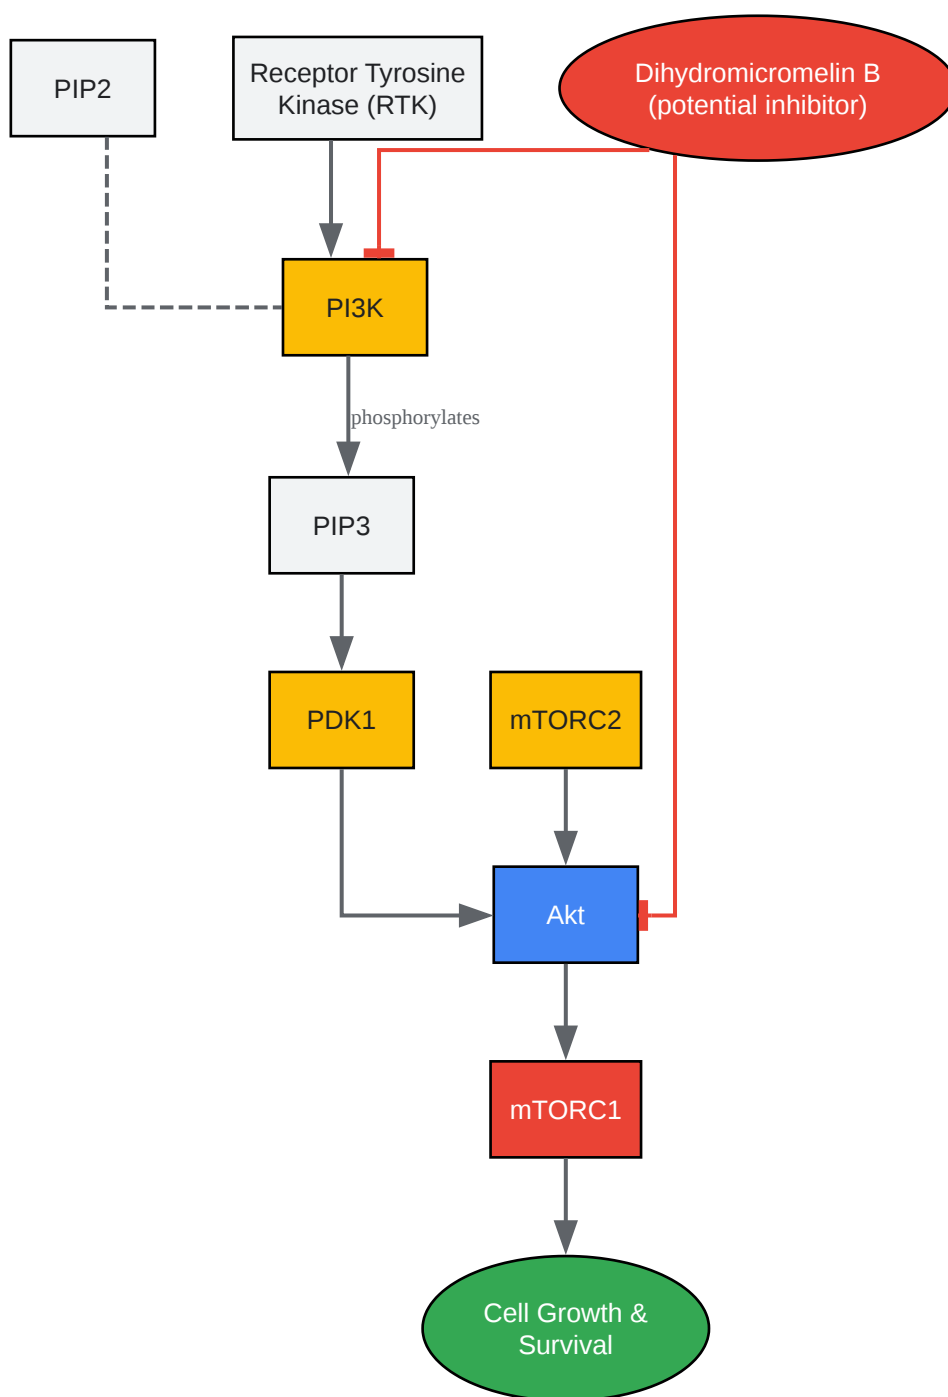 PIP2
Receptor Tyrosine
Kinase (RTK)
Dihydromicromelin B
(potential inhibitor)
PI3K
phosphorylates
PIP3
PDK1
mTORC2
Akt
mTORC1
Cell Growth &
Survival